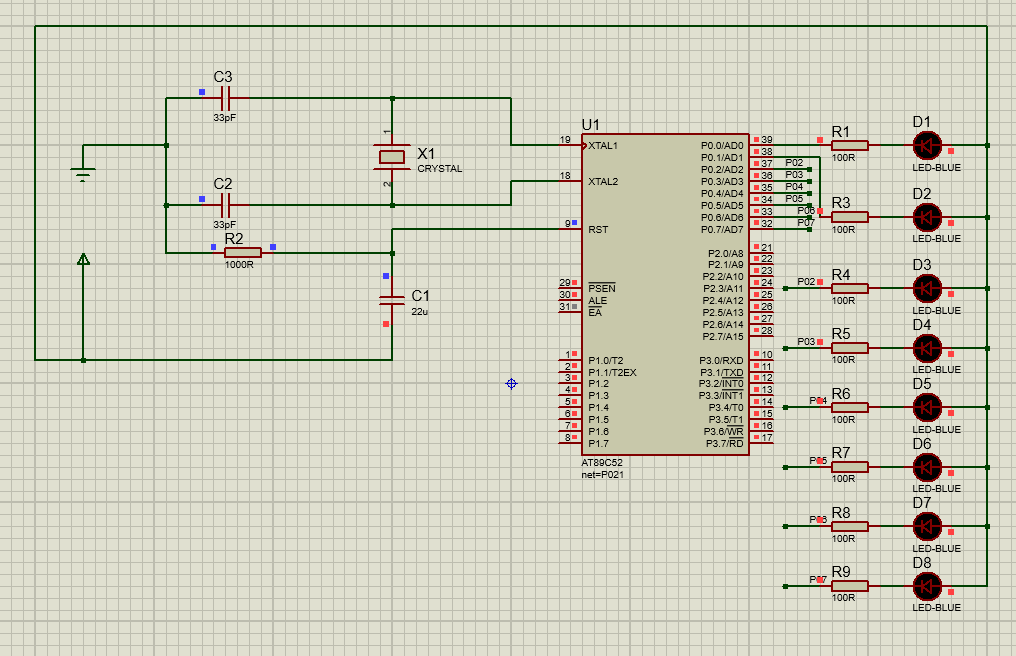 C3
33pF
1
X1
CRYSTAL
2
C2
33pF
R2
1000R
C1
22u
U1
19 XTAL1
18 XTAL2
9 RST
29 PSEN
30 ALE
31 EA
1 P1.0/T2
2 P1.1/T2EX
3 P1.2
4 P1.3
5 P1.4
6 P1.5
7 P1.6
8 P1.7
P0.0/AD0 39
P0.1/AD1 38
P0.2/AD2 37 P02
P0.3/AD3 36 P03
P0.4/AD4 35 P04
P0.5/AD5 34 P05
P0.6/AD6 33 P06
P0.7/AD7 32 P07
P2.0/A8 21
P2.1/A9 22
P2.2/A10 23
P2.3/A11 24
P2.4/A12 25
P2.5/A13 26
P2.6/A14 27
P2.7/A15 28
P3.0/RXD 10
P3.1/TXD 11
P3.2/INT0 12
P3.3/INT1 13
P3.4/T0 14
P3.5/T1 15
P3.6/WR 16
P3.7/RD 17
AT89C52
net=P021
R1
100R
D1
LED-BLUE
R3
100R
D2
LED-BLUE
P02
R4
100R
D3
LED-BLUE
P03
R5
100R
D4
LED-BLUE
P04
R6
100R
D5
LED-BLUE
P05
R7
100R
D6
LED-BLUE
P06
R8
100R
D7
LED-BLUE
P07
R9
100R
D8
LED-BLUE